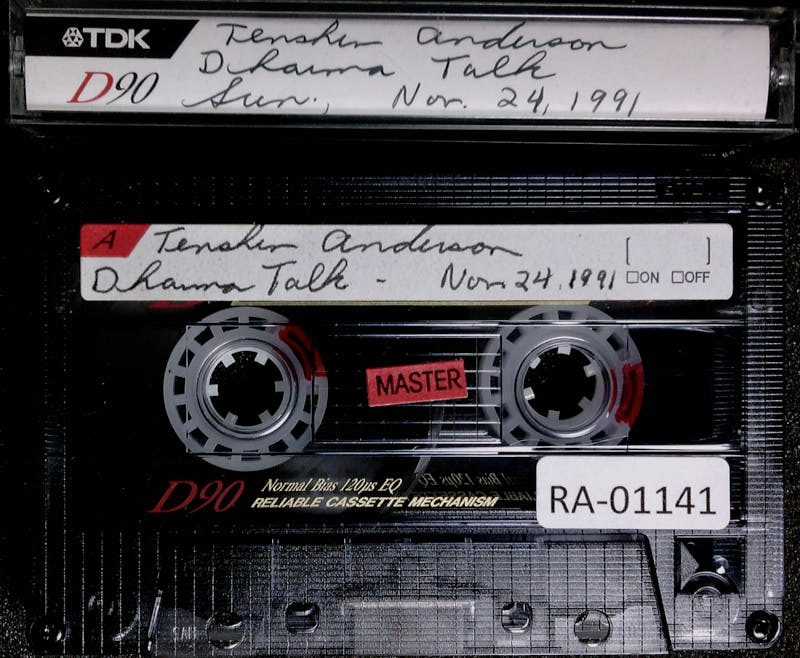 TDK
D90
Tenshin Anderson
Dharma Talk
Sun., Nov. 24, 1991
A Tenshin Anderson
Dharma Talk - Nov. 24, 1991
[ ]
□ON □OFF
MASTER
D90
Normal Bias 120µs EQ
RELIABLE CASSETTE MECHANISM
RA-01141